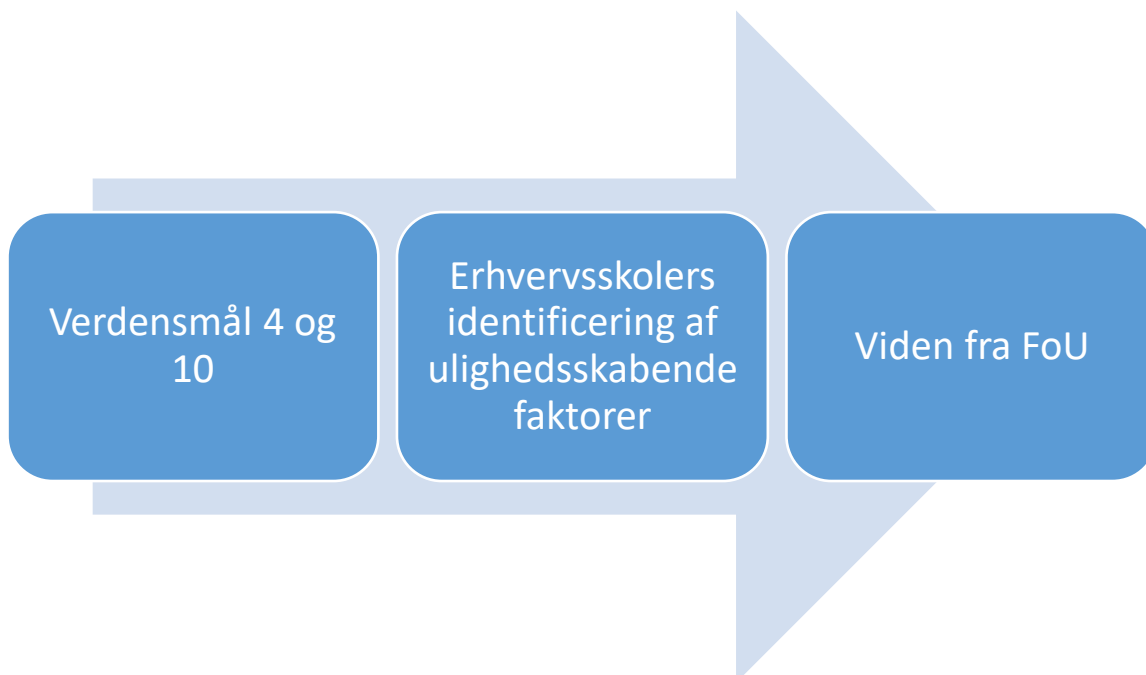 Verdensmål 4 og
10
Erhvervsskolers
identificering af
ulighedsskabende
faktorer
Viden fra FoU